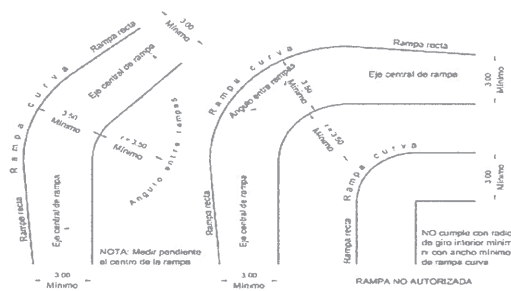 3.00
Mínimo
Rampa recta
Eje central de rampa
Rampa curva
3.50
Mínimo
r = 3.50
Mínimo
Angulo entre rampas
Rampa recta
Eje central de rampa
NOTA: Medir pendiente
al centro de la rampa
3.00
Mínimo
Rampa recta
Eje central de rampa
3.00
Mínimo
Rampa curva
Angulo entre rampas
3.50
Mínimo
r = 3.50
Mínimo
Rampa recta
Eje central de rampa
3.00
Mínimo
Rampa curva
3.00
Mínimo
Rampa recta
NO cumple con radio
de giro interior mínim
ni con ancho mínimo
de rampa curva
RAMPA NO AUTORIZADA